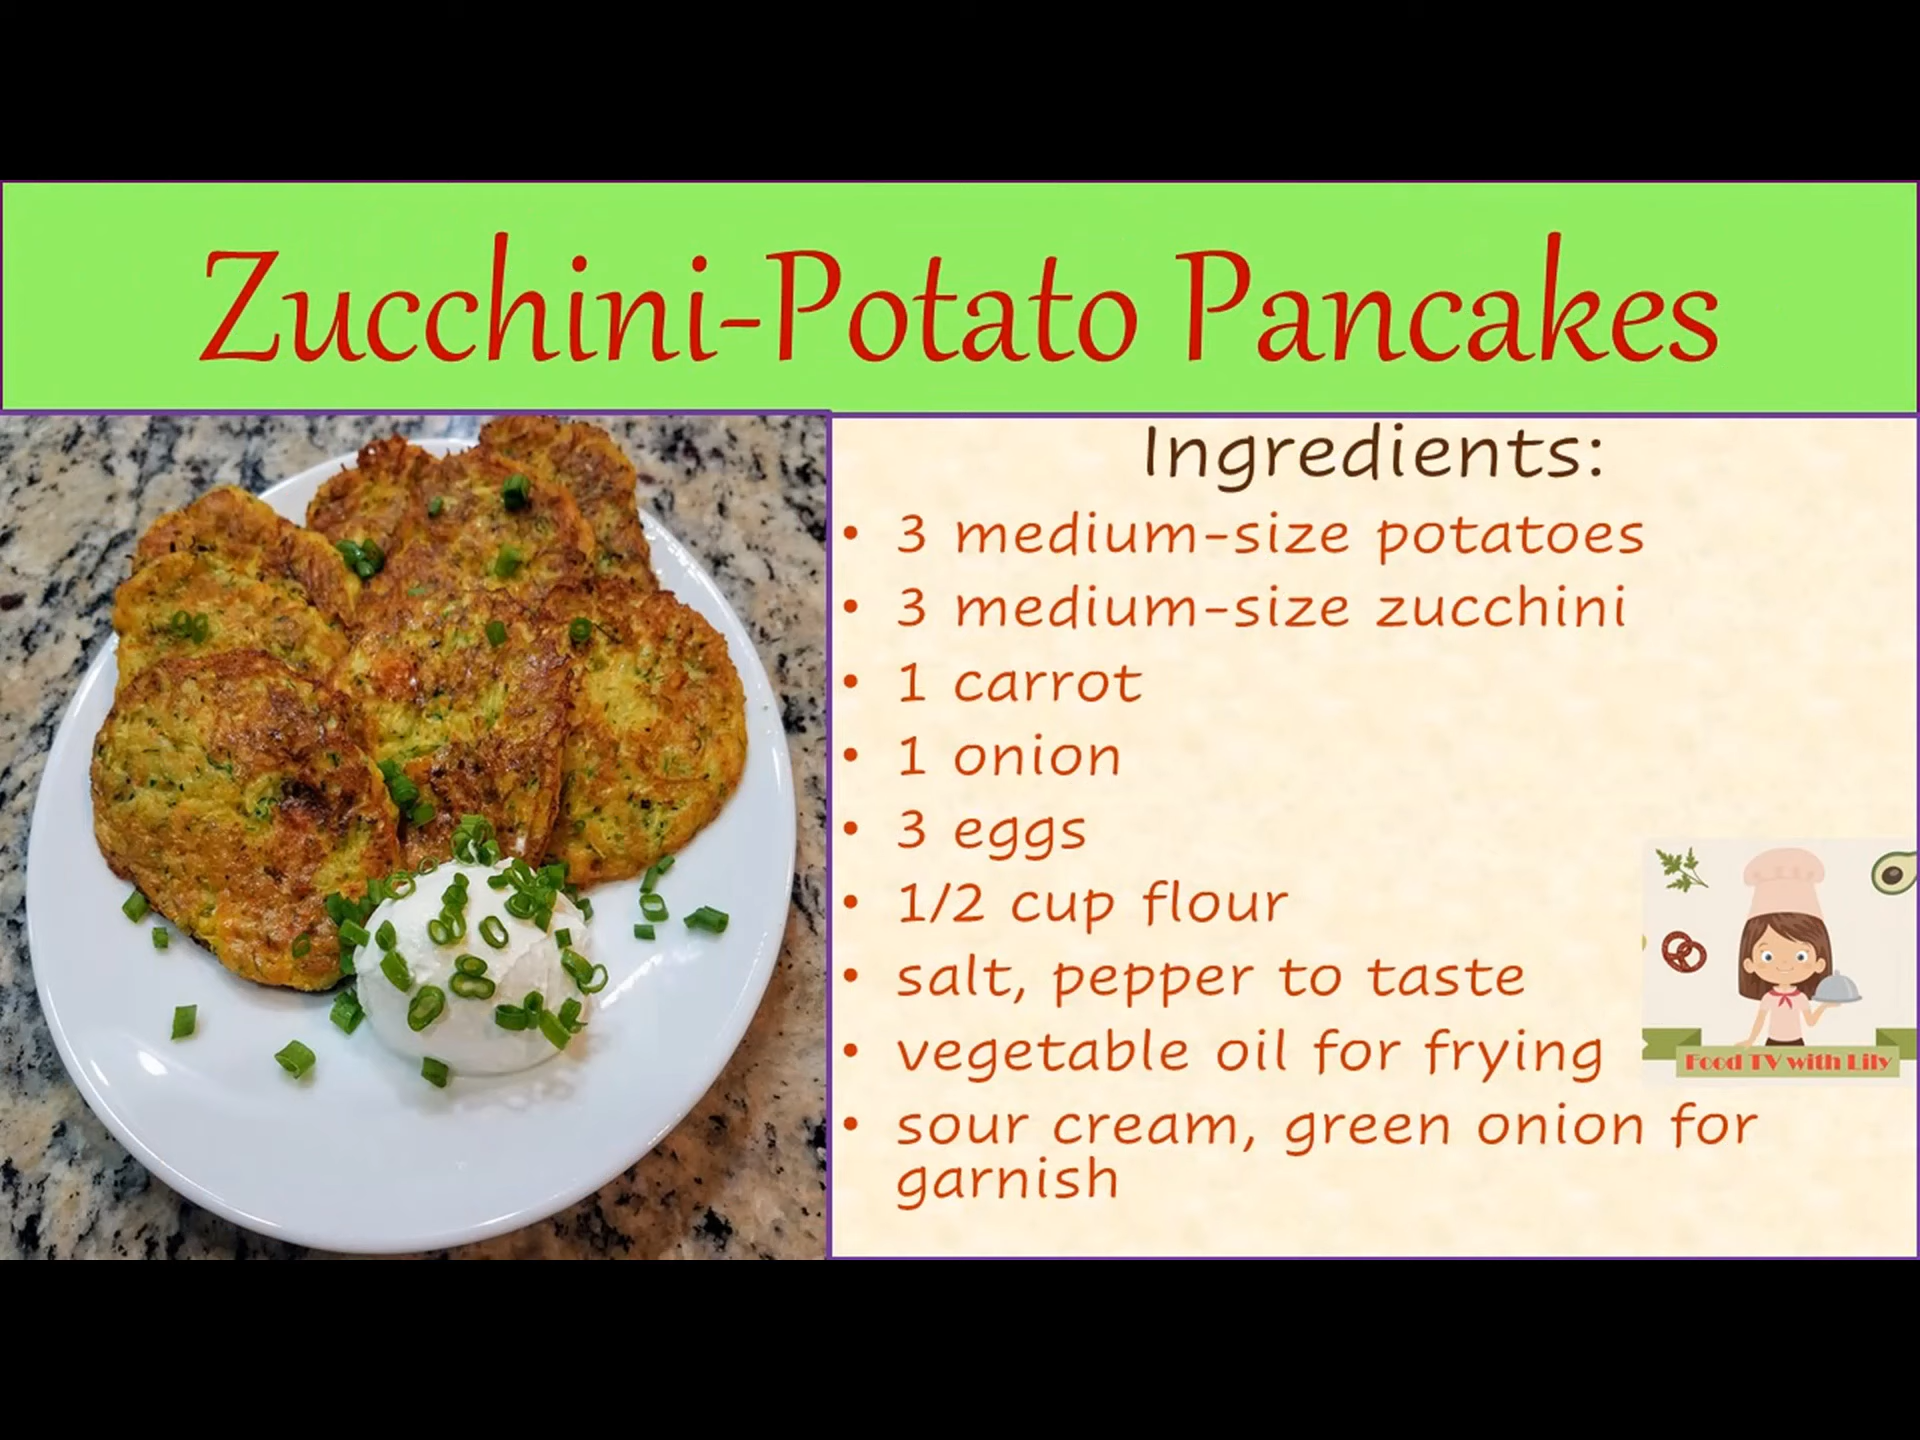 Zucchini-Potato Pancakes
Ingredients:
• 3 medium-size potatoes
• 3 medium-size zucchini
• 1 carrot
• 1 onion
• 3 eggs
• 1/2 cup flour
• salt, pepper to taste
• vegetable oil for frying
• sour cream, green onion for
garnish
Food TV with Lily